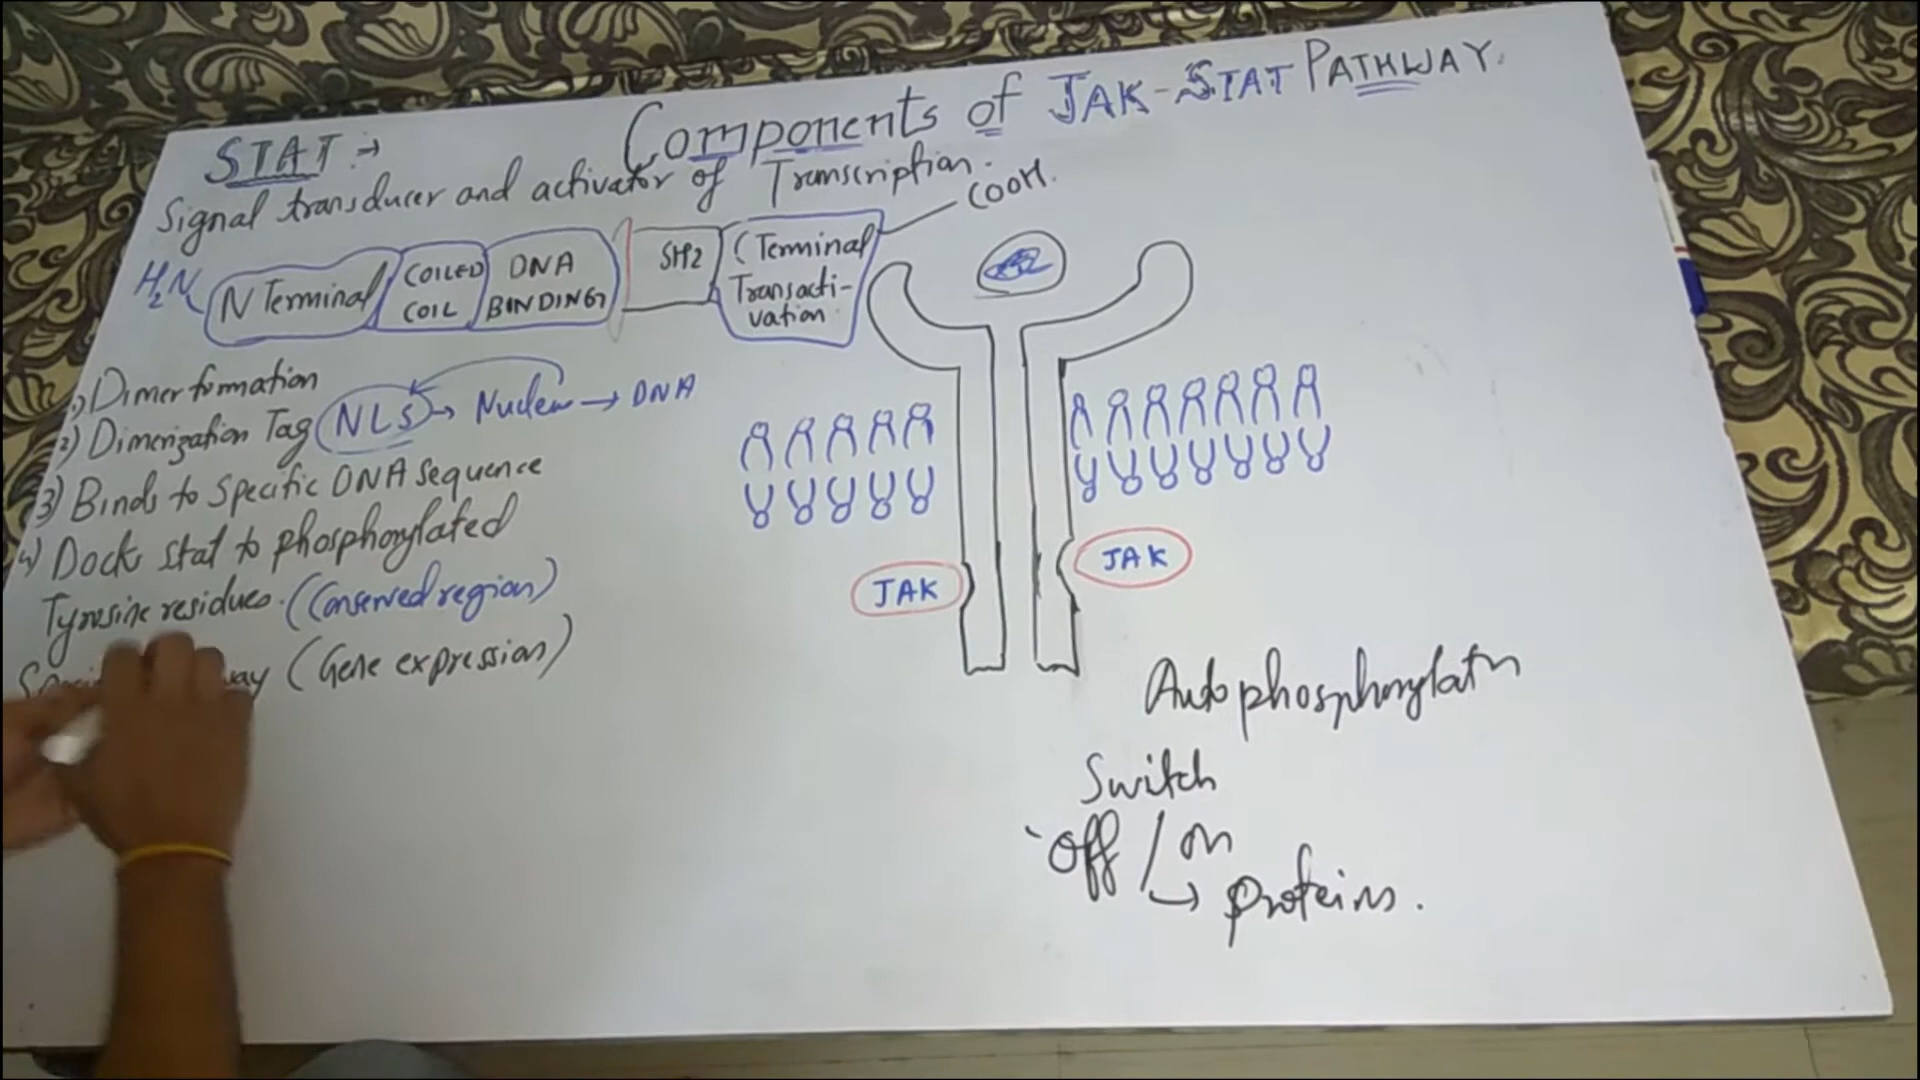 Components of JAK-STAT PATHWAY.
STAT:→
Signal transducer and activator of Transcription.
COOH.
H2N
N Terminal
COILED
COIL
DNA
BINDING
SH2
C Terminal
Transacti-
vation
1) Dimer formation
2) Dimerization Tag NLS → Nuclear → DNA
3) Binds to Specific DNA sequence
4) Docks Stat to phosphorylated
Tyrosine residues. (Conserved region)
(Gene expression)
JAK
JAK
Autophosphorylatn
Switch
Off / on
→ proteins.